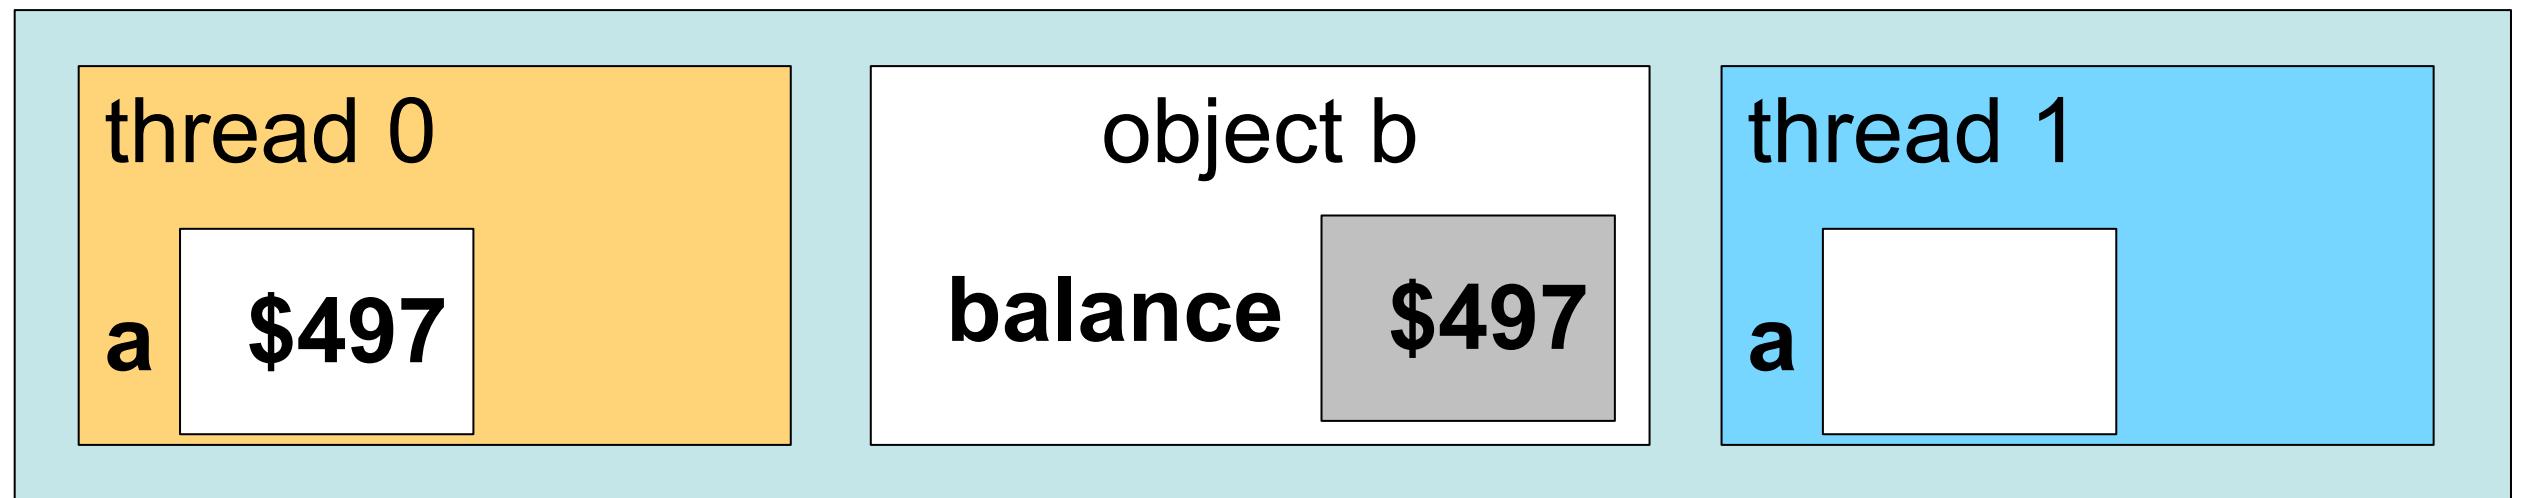 thread 0
a $497
object b
balance $497
thread 1
a